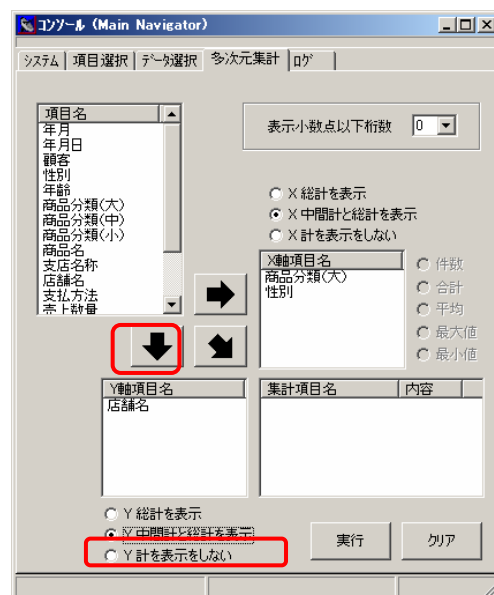 コンソール (Main Navigator)
システム 項目選択 データ選択 多次元集計 ログ
項目名
年月
年月日
顧客
性別
年齢
商品分類(大)
商品分類(中)
商品分類(小)
商品名
支店名称
店舗名
支払方法
売上数量
表示小数点以下桁数 0
X 総計を表示
X 中間計と総計を表示
X 計を表示をしない
X軸項目名
商品分類(大)
性別
件数
合計
平均
最大値
最小値
Y軸項目名
店舗名
集計項目名 内容
Y 総計を表示
Y 中間計と総計を表示
Y 計を表示をしない
実行 クリア